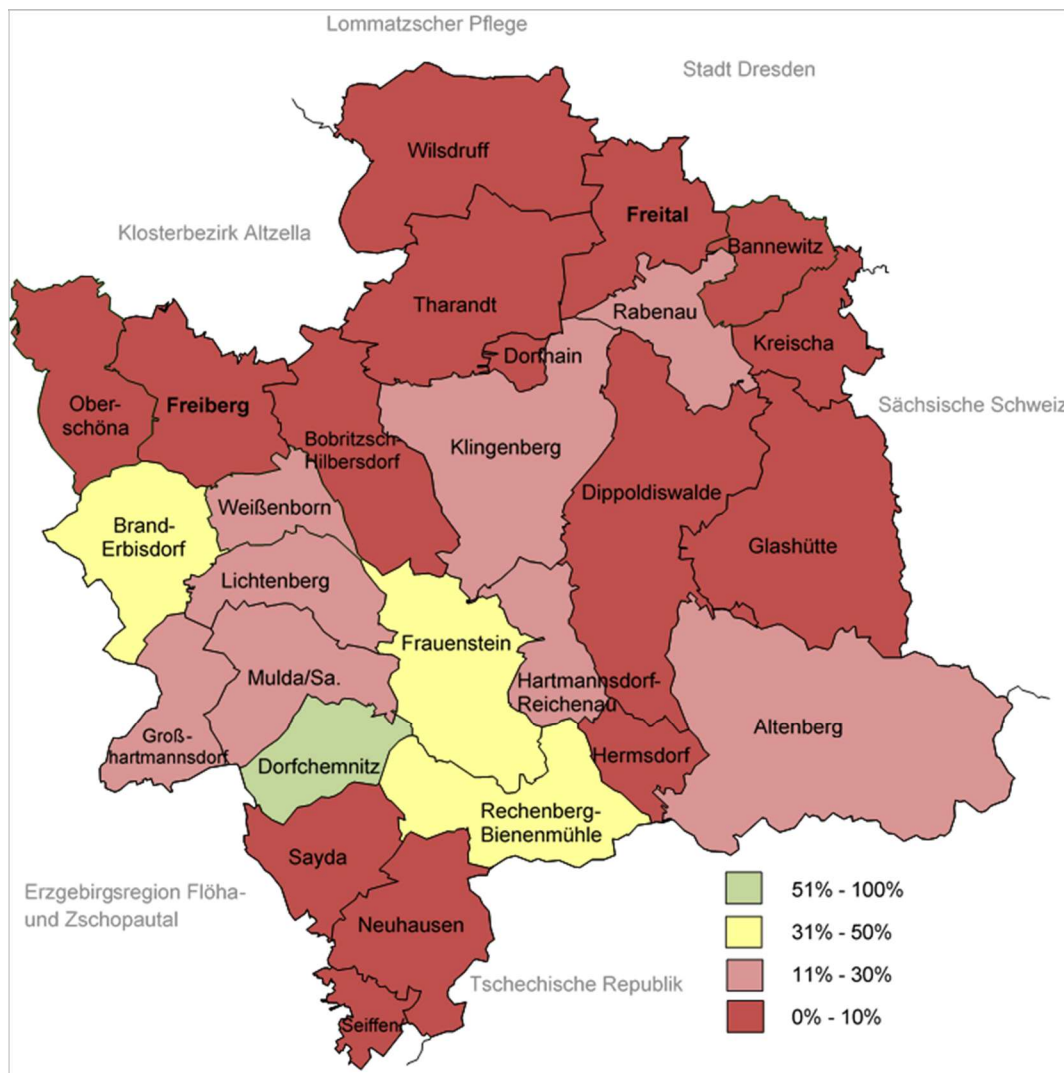 Lommatzscher Pflege
Stadt Dresden
Wilsdruff
Freital
Klosterbezirk Altzella
Bannewitz
Tharandt
Rabenau
Kreischa
Dorfhain
Ober-
schöna
Freiberg
Sächsische Schweiz
Bobritzsch-
Hilbersdorf
Klingenberg
Dippoldiswalde
Weißenborn
Brand-
Erbisdorf
Glashütte
Lichtenberg
Frauenstein
Mulda/Sa.
Hartmannsdorf-
Reichenau
Altenberg
Groß-
hartmannsdorf
Hermsdorf
Dorfchemnitz
Rechenberg-
Bienenmühle
Sayda
Erzgebirgsregion Flöha-
und Zschopautal
Neuhausen
Tschechische Republik
Seiffen
51% - 100%
31% - 50%
11% - 30%
0% - 10%